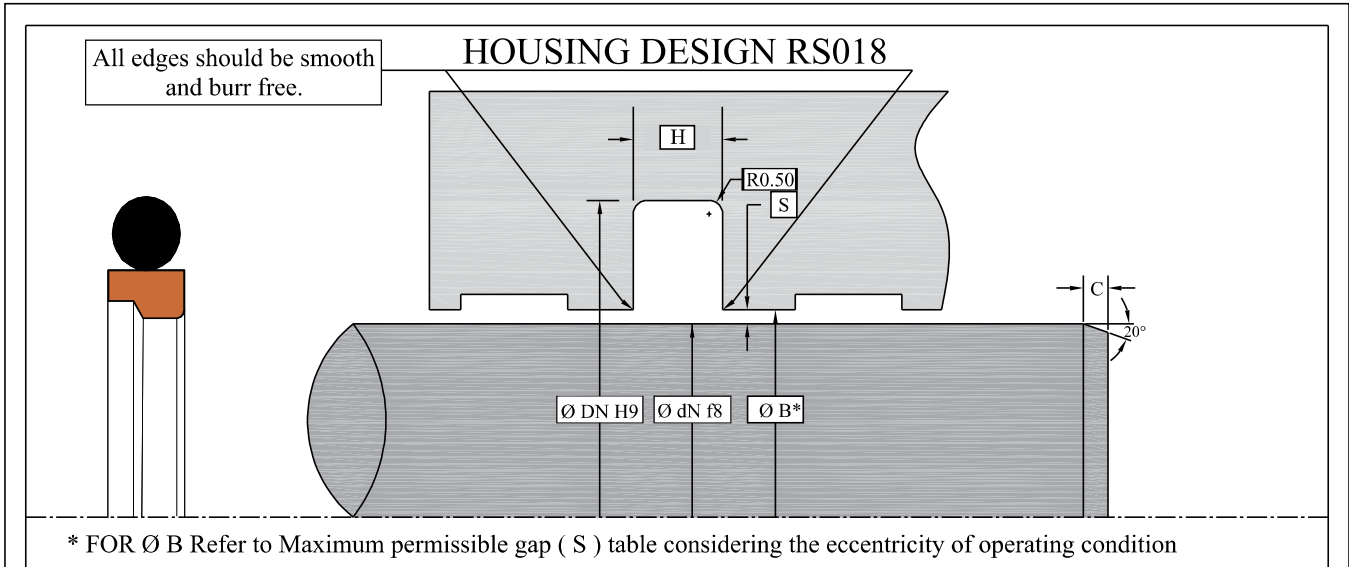 HOUSING DESIGN RS018
All edges should be smooth
and burr free.
H
R0.50
S
C
20°
Ø DN H9
Ø dN f8
Ø B*
* FOR Ø B Refer to Maximum permissible gap ( S ) table considering the eccentricity of operating condition